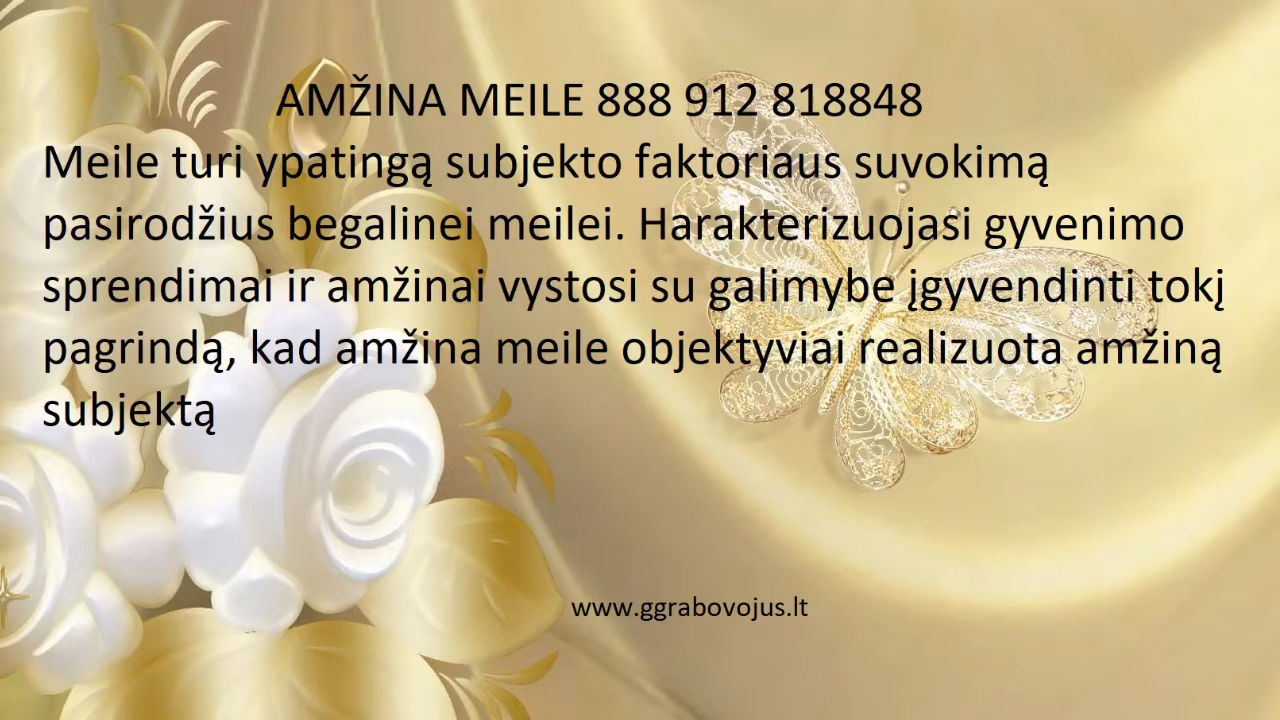 AMŽINA MEILE 888 912 818848
Meile turi ypatingą subjekto faktoriaus suvokimą
pasirodžius begalinei meilei. Harakterizuojasi gyvenimo
sprendimai ir amžinai vystosi su galimybe įgyvendinti tokį
pagrindą, kad amžina meile objektyviai realizuota amžiną
subjektą
www.ggrabovojus.lt